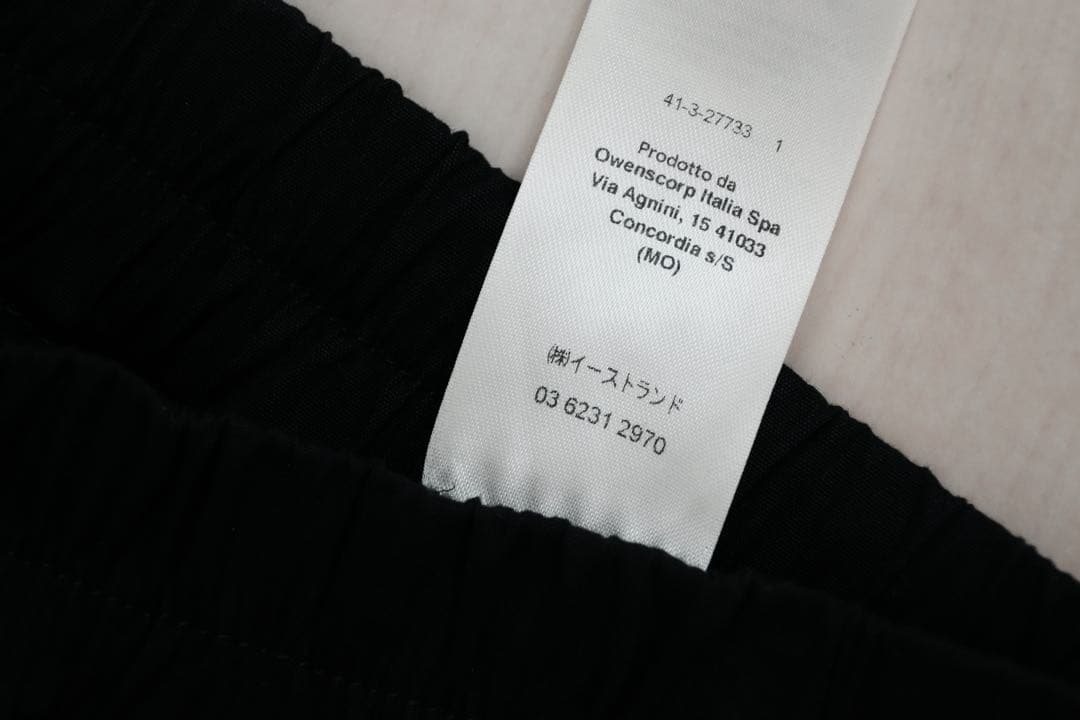 41-3-27733 1
Prodotto da
Owenscorp Italia Spa
Via Agnini, 15 41033
Concordia s/S
(MO)
㈱イーストランド
03 6231 2970